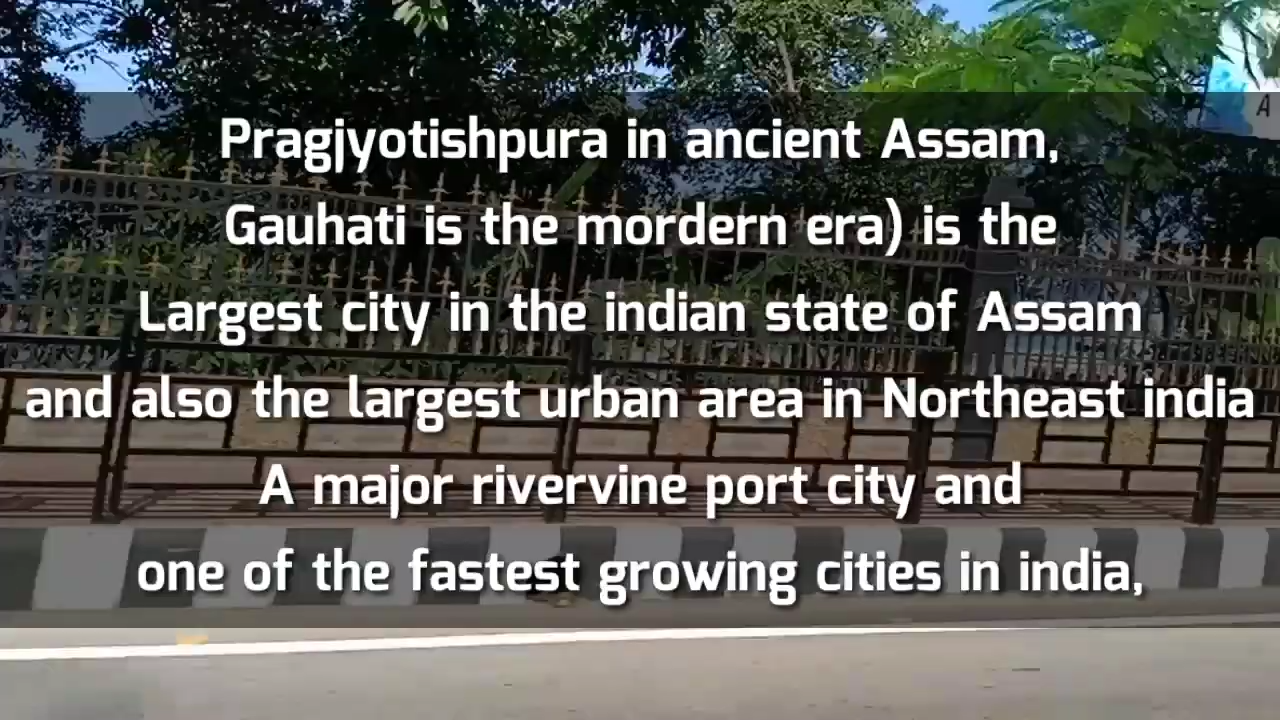 A
Pragjyotishpura in ancient Assam,
Gauhati is the mordern era) is the
Largest city in the indian state of Assam
and also the largest urban area in Northeast india
A major rivervine port city and
one of the fastest growing cities in india,